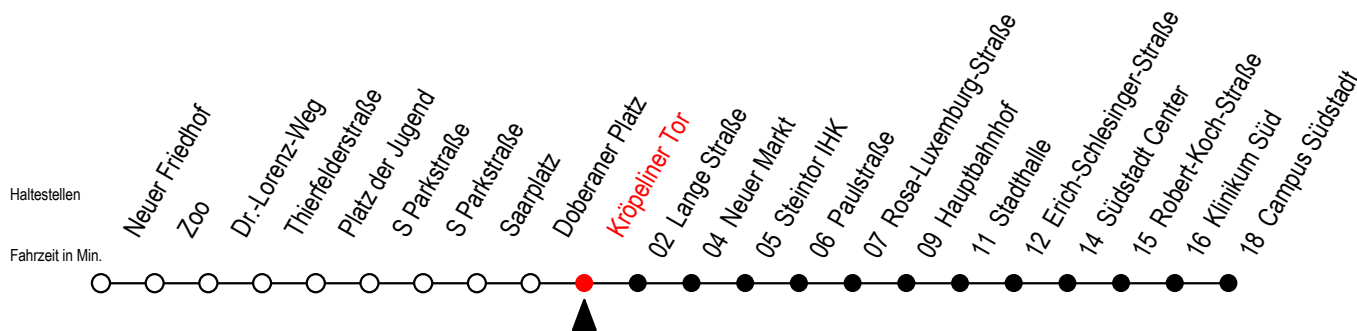 Haltestellen
Fahrzeit in Min.
Neuer Friedhof
Zoo
Dr.-Lorenz-Weg
Thierfelderstraße
Platz der Jugend
S Parkstraße
S Parkstraße
Saarplatz
Doberaner Platz
Kröpeliner Tor
02 Lange Straße
04 Neuer Markt
05 Steintor IHK
06 Paulstraße
07 Rosa-Luxemburg-Straße
09 Hauptbahnhof
11 Stadthalle
12 Erich-Schlesinger-Straße
14 Südstadt Center
15 Robert-Koch-Straße
16 Klinikum Süd
18 Campus Südstadt